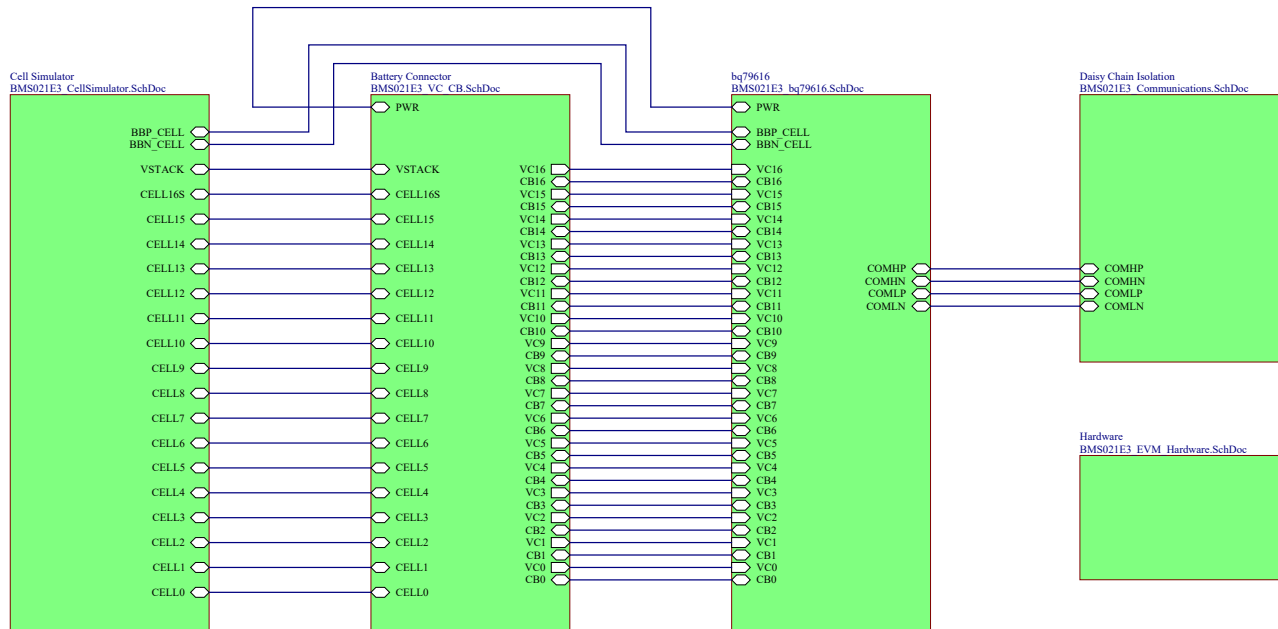 Cell Simulator
BMS021E3_CellSimulator.SchDoc
BBP_CELL
BBN_CELL
VSTACK
CELL16S
CELL15
CELL14
CELL13
CELL12
CELL11
CELL10
CELL9
CELL8
CELL7
CELL6
CELL5
CELL4
CELL3
CELL2
CELL1
CELL0
Battery Connector
BMS021E3_VC_CB.SchDoc
PWR
VSTACK
CELL16S
CELL15
CELL14
CELL13
CELL12
CELL11
CELL10
CELL9
CELL8
CELL7
CELL6
CELL5
CELL4
CELL3
CELL2
CELL1
CELL0
VC16
CB16
VC15
CB15
VC14
CB14
VC13
CB13
VC12
CB12
VC11
CB11
VC10
CB10
VC9
CB9
VC8
CB8
VC7
CB7
VC6
CB6
VC5
CB5
VC4
CB4
VC3
CB3
VC2
CB2
VC1
CB1
VC0
CB0
bq79616
BMS021E3_bq79616.SchDoc
PWR
BBP_CELL
BBN_CELL
VC16
CB16
VC15
CB15
VC14
CB14
VC13
CB13
VC12
CB12
VC11
CB11
VC10
CB10
VC9
CB9
VC8
CB8
VC7
CB7
VC6
CB6
VC5
CB5
VC4
CB4
VC3
CB3
VC2
CB2
VC1
CB1
VC0
CB0
COMHP
COMHN
COMLP
COMLN
Daisy Chain Isolation
BMS021E3_Communications.SchDoc
COMHP
COMHN
COMLP
COMLN
Hardware
BMS021E3_EVM_Hardware.SchDoc